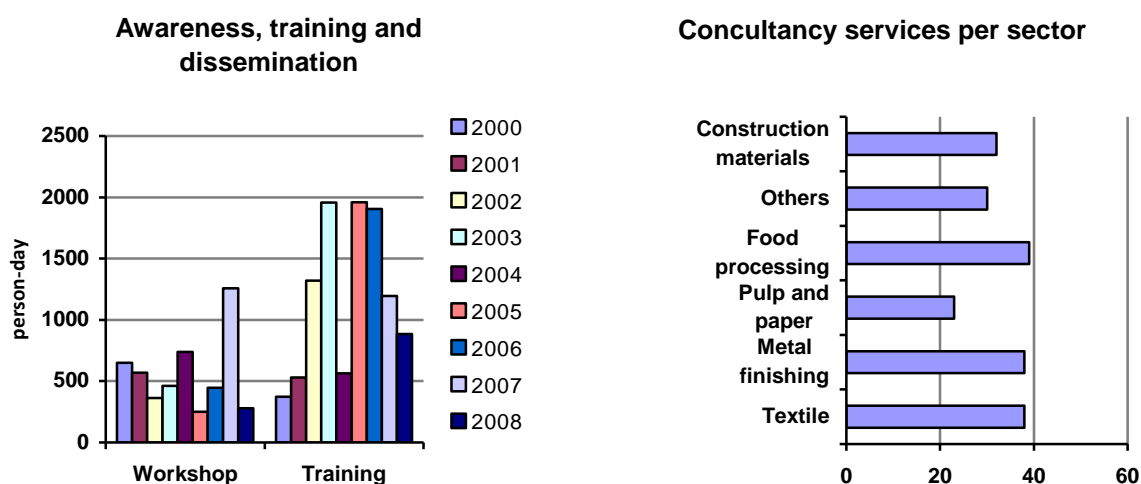 Awareness, training and
dissemination
2500
2000
1500
1000
500
0
person-day
Workshop
Training
2000
2001
2002
2003
2004
2005
2006
2007
2008
Concultancy services per sector
Construction
materials
Others
Food
processing
Pulp and
paper
Metal
finishing
Textile
0 20 40 60